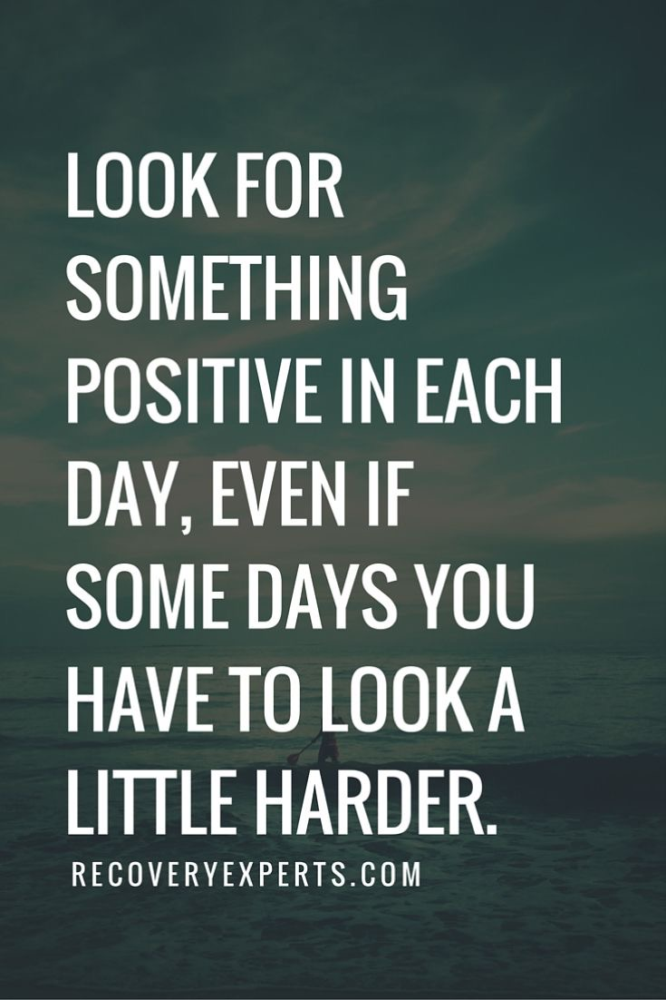 LOOK FOR
SOMETHING
POSITIVE IN EACH
DAY, EVEN IF
SOME DAYS YOU
HAVE TO LOOK A
LITTLE HARDER.
RECOVERYEXPERTS.COM